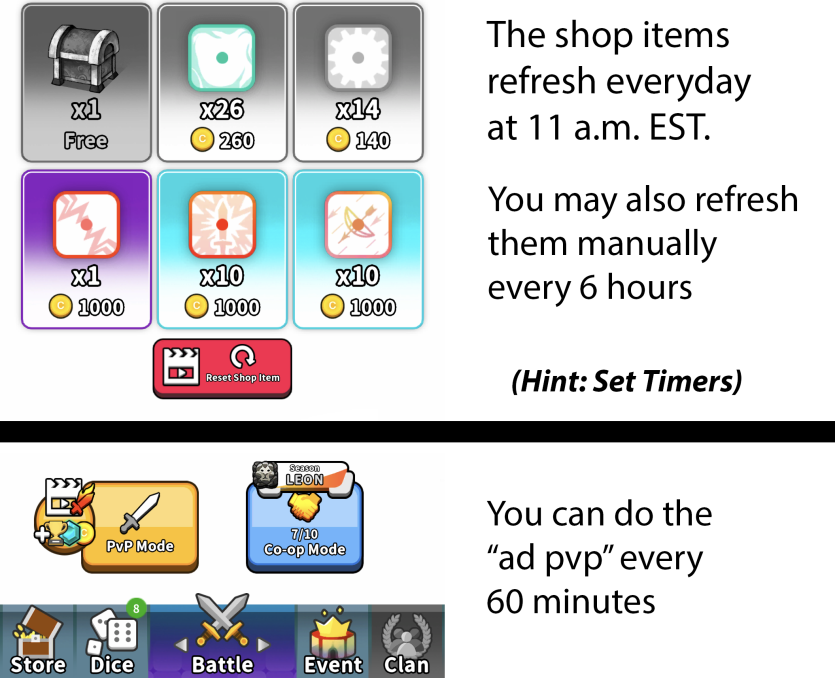 x1
Free
x26
C 260
x14
C 140
x1
C 1000
x10
C 1000
x10
C 1000
Reset Shop Item
The shop items
refresh everyday
at 11 a.m. EST.
You may also refresh
them manually
every 6 hours
(Hint: Set Timers)
PvP Mode
Season
LEON
7/10
Co-op Mode
Store
8
Dice
Battle
Event
Clan
You can do the
“ad pvp” every
60 minutes